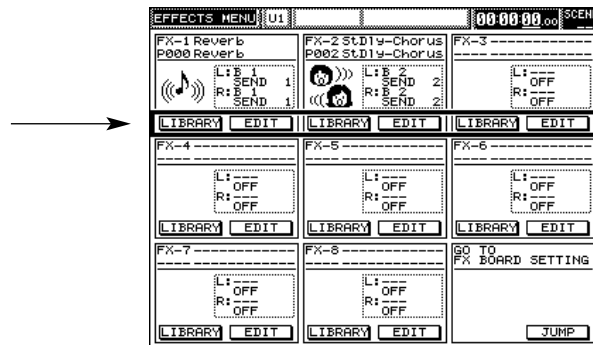 EFFECTS MENU U1 00:00:00.00 SCEN
FX-1 Reverb
P000 Reverb
L:B 1
SEND 1
R:B 1
SEND 1
FX-2 StDly-Chorus
P002 StDly-Chorus
L:B 2
SEND 2
R:B 2
SEND 2
FX-3 --------------
---- --------------
L:---
OFF
R:---
OFF
LIBRARY EDIT LIBRARY EDIT LIBRARY EDIT
FX-4 --------------
---- --------------
L:---
OFF
R:---
OFF
FX-5 --------------
---- --------------
L:---
OFF
R:---
OFF
FX-6 --------------
---- --------------
L:---
OFF
R:---
OFF
LIBRARY EDIT LIBRARY EDIT LIBRARY EDIT
FX-7 --------------
---- --------------
L:---
OFF
R:---
OFF
FX-8 --------------
---- --------------
L:---
OFF
R:---
OFF
GO TO
FX BOARD SETTING
LIBRARY EDIT LIBRARY EDIT JUMP